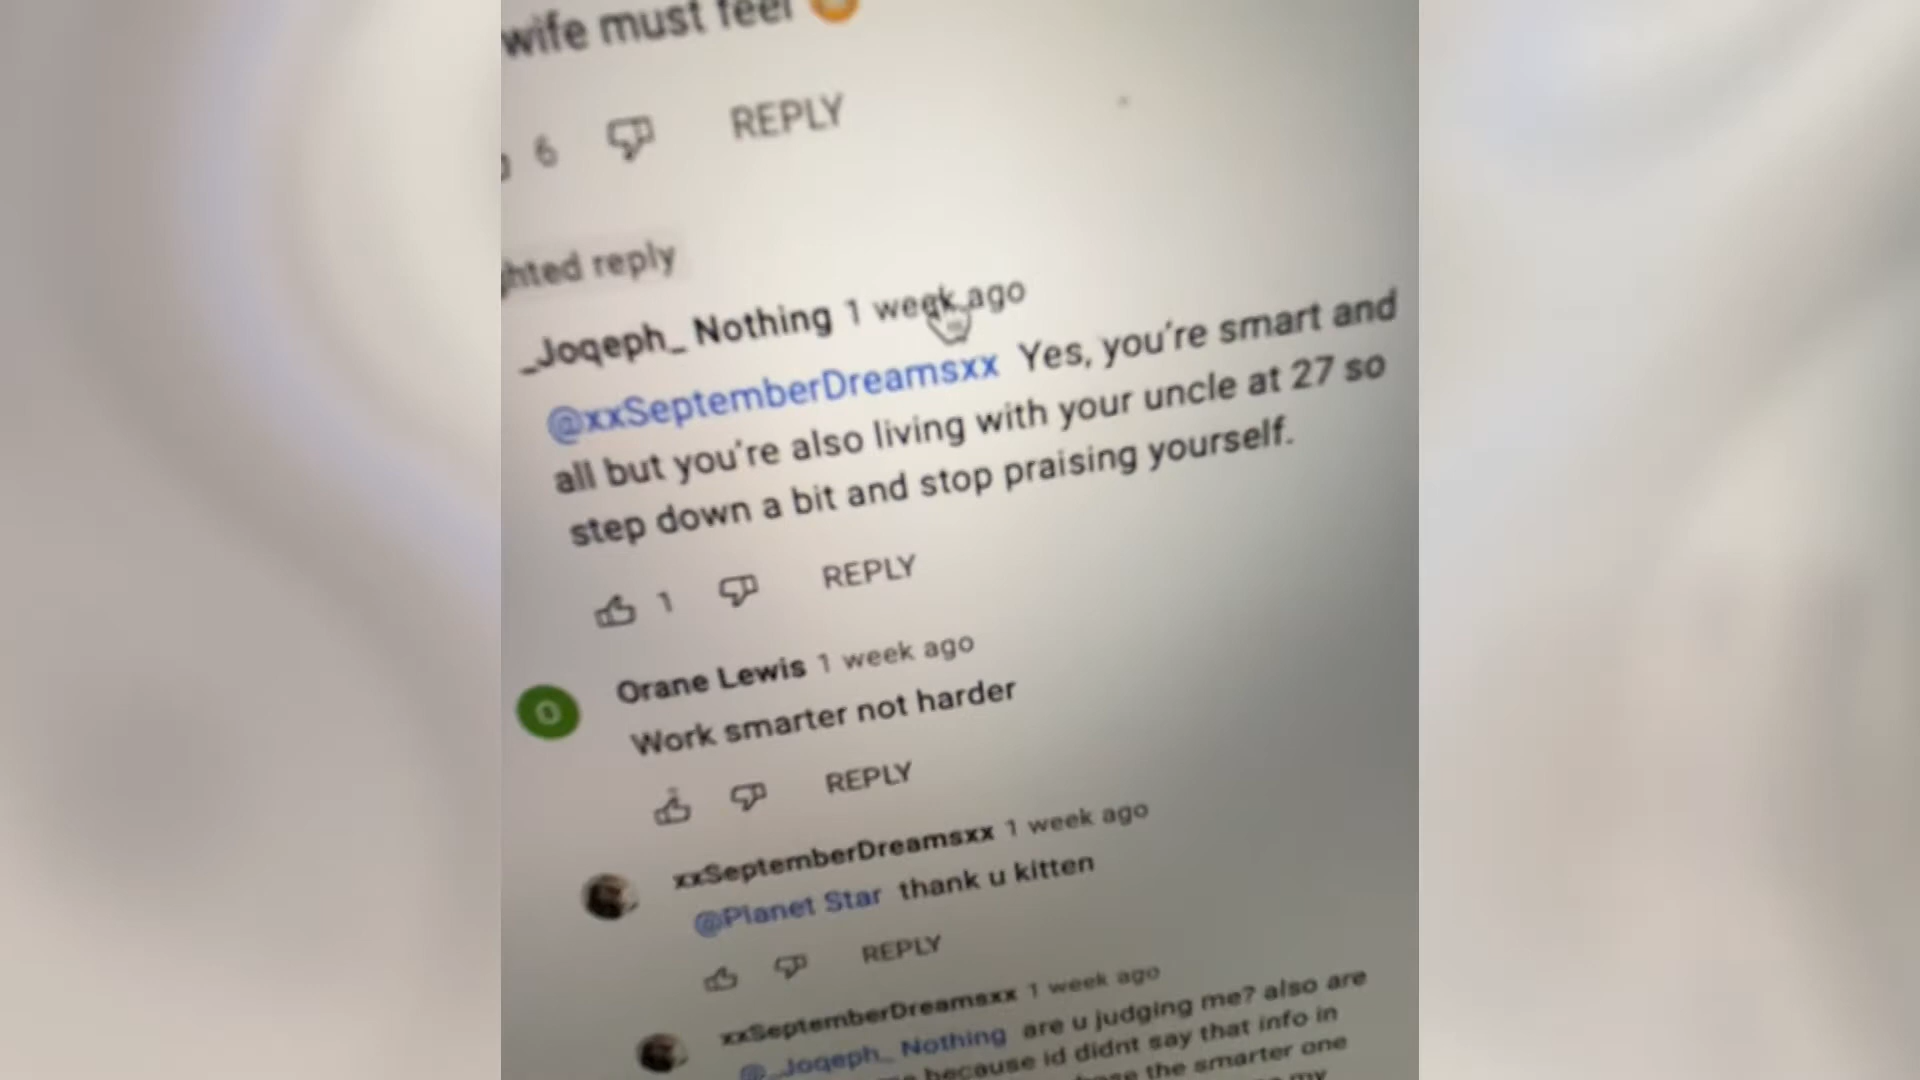 wife must feel
6 REPLY
hted reply
_Joqeph_ Nothing 1 week ago
@xxSeptemberDreamsxx Yes, you're smart and
all but you're also living with your uncle at 27 so
step down a bit and stop praising yourself.
1 REPLY
O
Orane Lewis 1 week ago
Work smarter not harder
REPLY
xxSeptemberDreamsxx 1 week ago
@Planet Star thank u kitten
REPLY
xxSeptemberDreamsxx 1 week ago
@_Joqeph_ Nothing are u judging me? also are
because id didnt say that info in
the smarter one
my